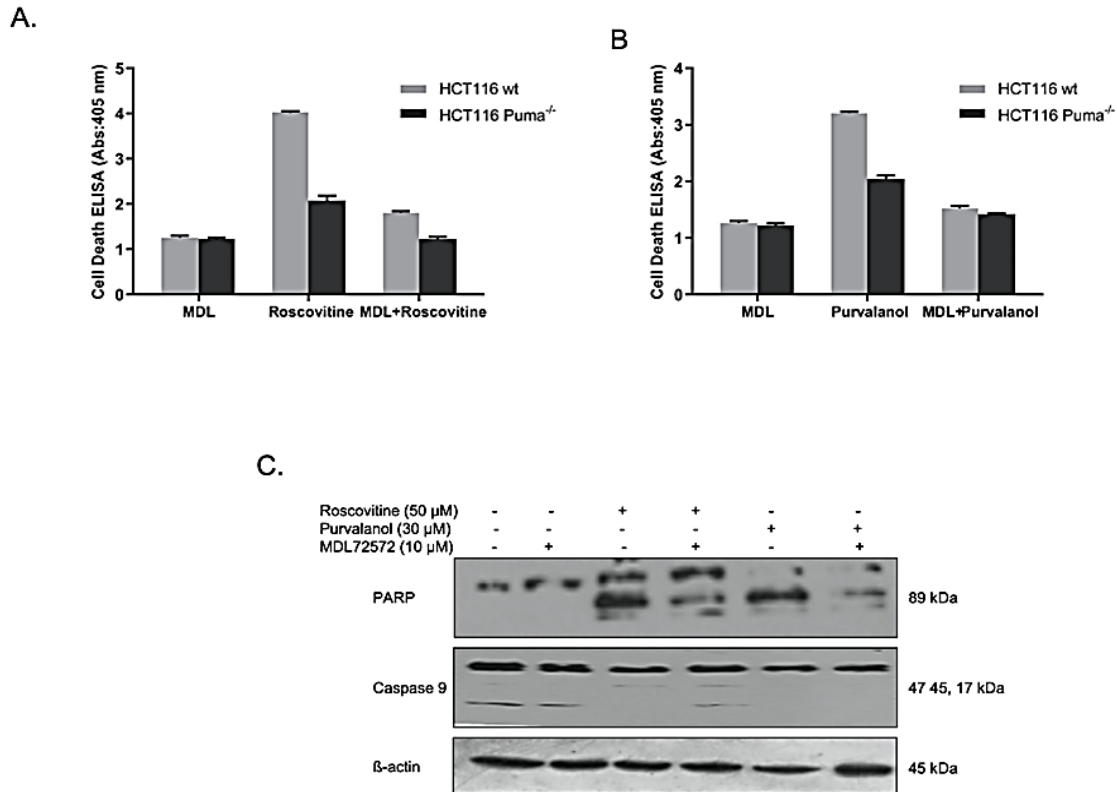 A.
Cell Death ELISA (Abs:405 nm)
5
4
3
2
1
0
HCT116 wt
HCT116 Puma-/-
MDL
Roscovitine
MDL+Roscovitine
B
Cell Death ELISA (Abs:405 nm)
4
3
2
1
0
HCT116 wt
HCT116 Puma-/-
MDL
Purvalanol
MDL+Purvalanol
C.
Roscovitine (50 µM) - - + + - -
Purvalanol (30 µM) - - - - + +
MDL72572 (10 µM) - + - + - +
PARP 89 kDa
Caspase 9 47 45, 17 kDa
ß-actin 45 kDa